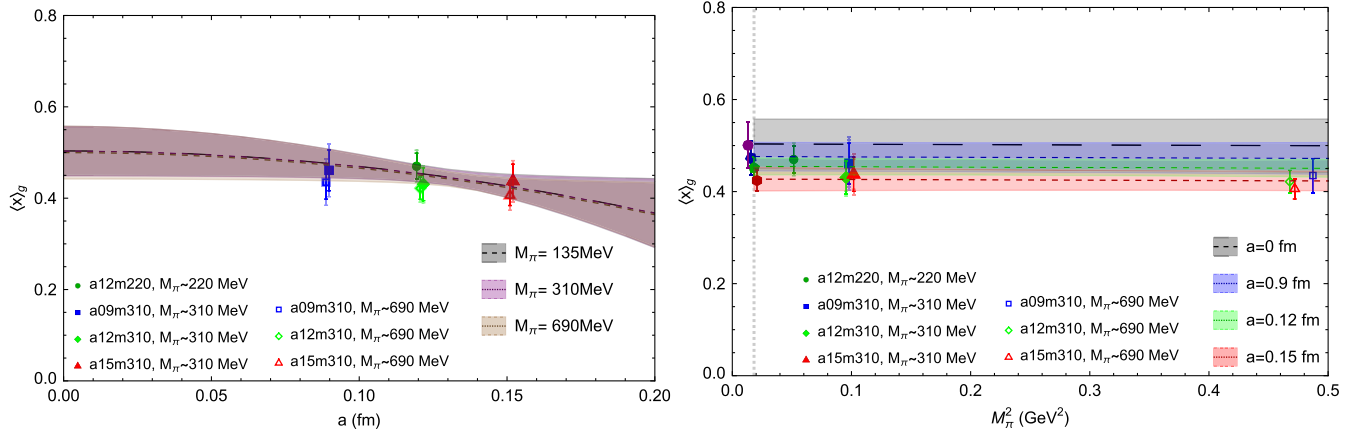 0.8
0.6
0.4
0.2
0.0
⟨x⟩g
0.00 0.05 0.10 0.15 0.20
a (fm)
a12m220, Mπ~220 MeV
a09m310, Mπ~310 MeV
a12m310, Mπ~310 MeV
a15m310, Mπ~310 MeV
a09m310, Mπ~690 MeV
a12m310, Mπ~690 MeV
a15m310, Mπ~690 MeV
Mπ= 135MeV
Mπ= 310MeV
Mπ= 690MeV
0.8
0.6
0.4
0.2
0.0
⟨x⟩g
0.0 0.1 0.2 0.3 0.4 0.5
Mπ² (GeV²)
a12m220, Mπ~220 MeV
a09m310, Mπ~310 MeV
a12m310, Mπ~310 MeV
a15m310, Mπ~310 MeV
a09m310, Mπ~690 MeV
a12m310, Mπ~690 MeV
a15m310, Mπ~690 MeV
a=0 fm
a=0.9 fm
a=0.12 fm
a=0.15 fm